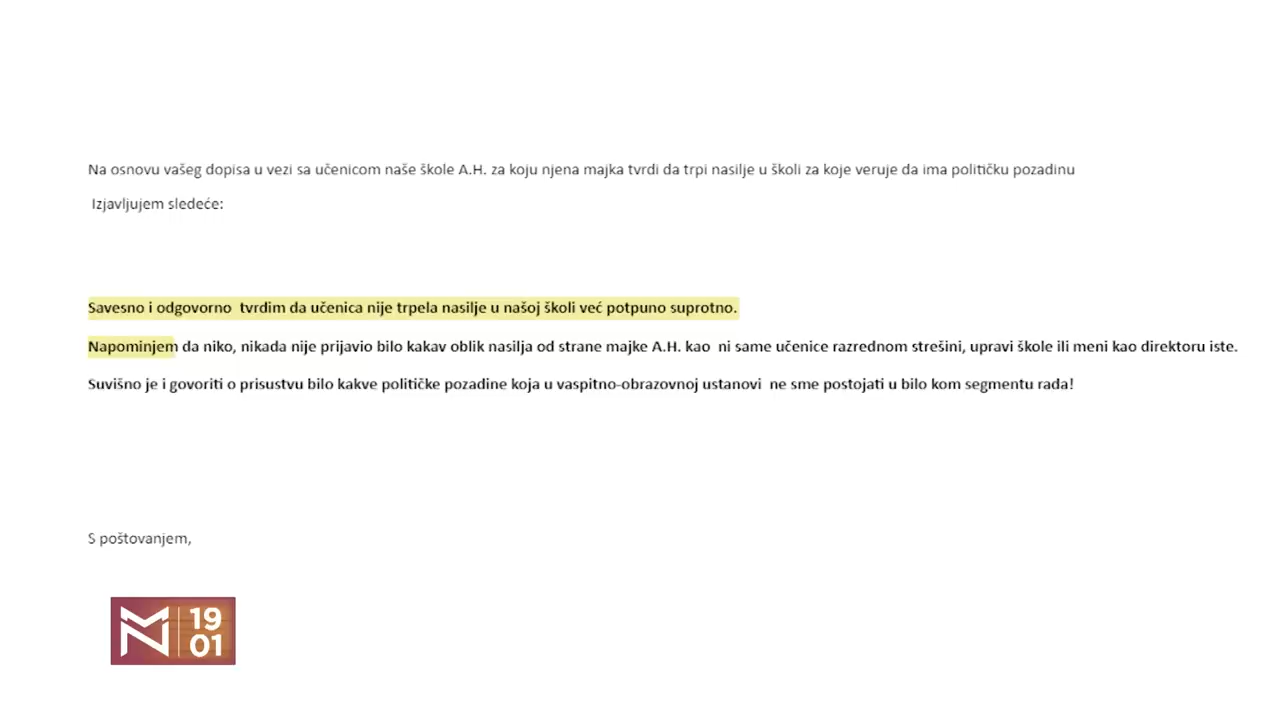 Na osnovu vašeg dopisa u vezi sa učenicom naše škole A.H. za koju njena majka tvrdi da trpi nasilje u školi za koje veruje da ima političku pozadinu
Izjavljujem sledeće:
Savesno i odgovorno tvrdim da učenica nije trpela nasilje u našoj školi već potpuno suprotno.
Napominjem da niko, nikada nije prijavio bilo kakav oblik nasilja od strane majke A.H. kao ni same učenice razrednom strešini, upravi škole ili meni kao direktoru iste.
Suvišno je i govoriti o prisustvu bilo kakve političke pozadine koja u vaspitno-obrazovnoj ustanovi ne sme postojati u bilo kom segmentu rada!
S poštovanjem,
N 19
01